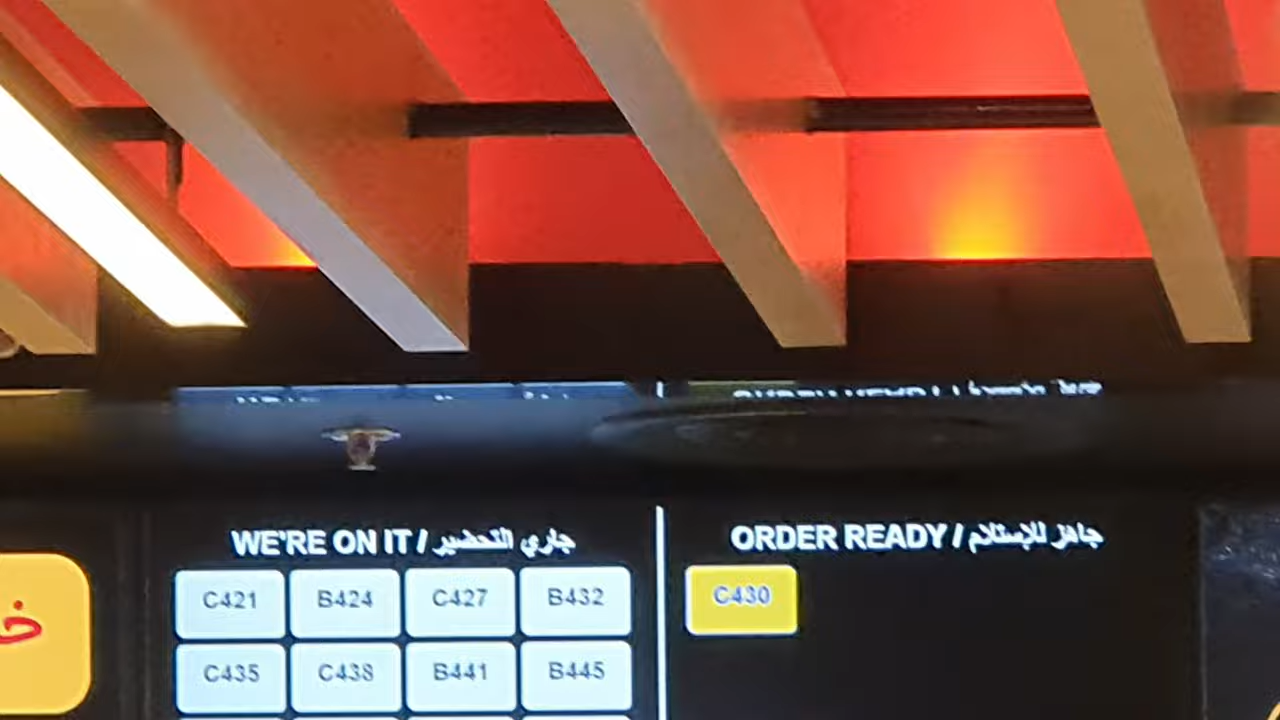 WE'RE ON IT / جاري التحضير
C421 B424 C427 B432
C435 C438 B441 B445
ORDER READY / جاهز للإستلام
C430